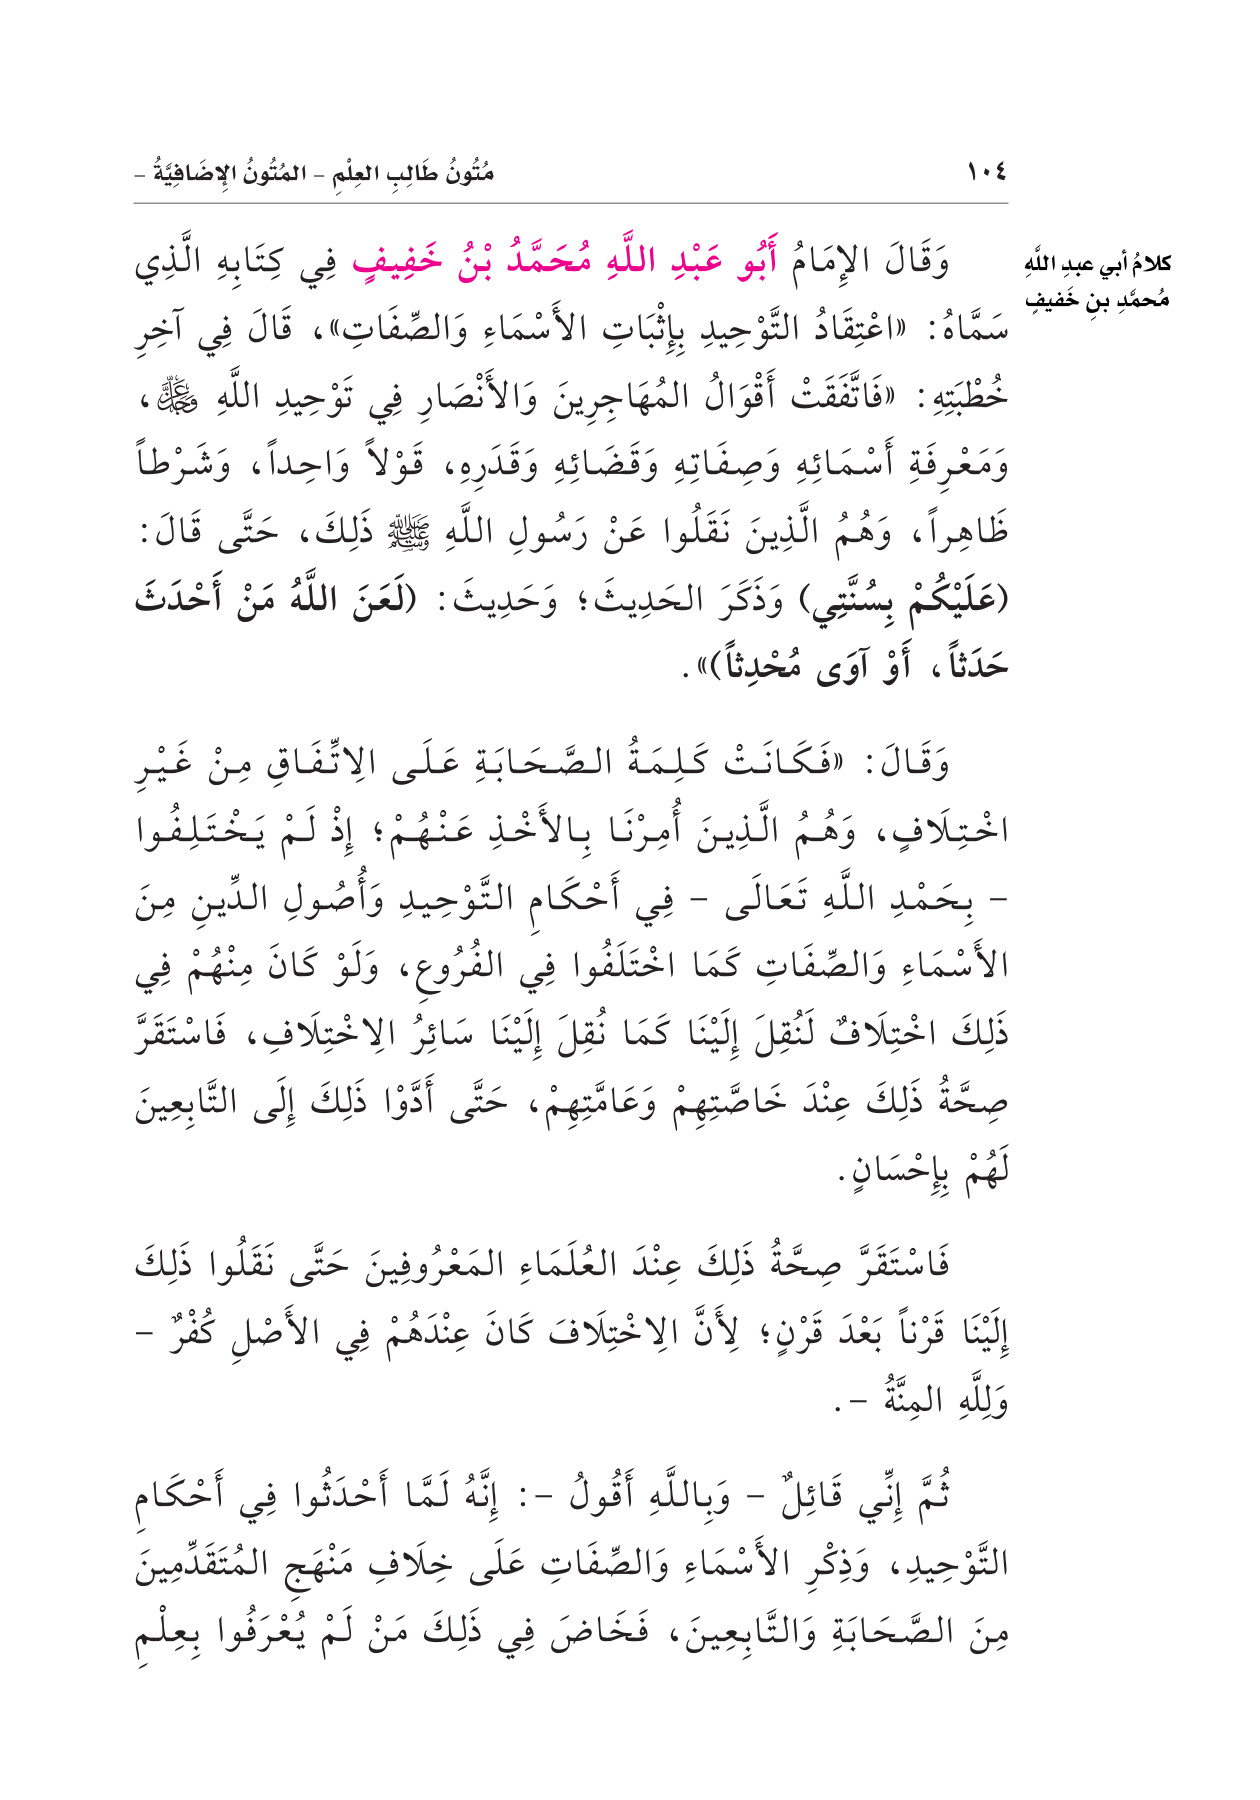 ١٠٤
مُتُونُ طَالِبِ العِلْمِ – المُتُونُ الإِضَافِيَّةُ –
كلامُ أبي عبدِ اللَّهِ
مُحمَّدِ بنِ خَفيفٍ
وَقَالَ الإِمَامُ أَبُو عَبْدِ اللَّهِ مُحَمَّدُ بْنُ خَفِيفٍ فِي كِتَابِهِ الَّذِي
سَمَّاهُ: «اعْتِقَادُ التَّوْحِيدِ بِإِثْبَاتِ الأَسْمَاءِ وَالصِّفَاتِ»، قَالَ فِي آخِرِ
خُطْبَتِهِ: «فَاتَّفَقَتْ أَقْوَالُ المُهَاجِرِينَ وَالأَنْصَارِ فِي تَوْحِيدِ اللَّهِ عَزَّ وَجَلَّ،
وَمَعْرِفَةِ أَسْمَائِهِ وَصِفَاتِهِ وَقَضَائِهِ وَقَدَرِهِ، قَوْلاً وَاحِداً، وَشَرْطاً
ظَاهِراً، وَهُمُ الَّذِينَ نَقَلُوا عَنْ رَسُولِ اللَّهِ ﷺ ذَلِكَ، حَتَّى قَالَ:
(عَلَيْكُمْ بِسُنَّتِي) وَذَكَرَ الحَدِيثَ؛ وَحَدِيثَ: (لَعَنَ اللَّهُ مَنْ أَحْدَثَ
حَدَثاً، أَوْ آوَى مُحْدِثاً)».
وَقَالَ: «فَكَانَتْ كَلِمَةُ الصَّحَابَةِ عَلَى الِاتِّفَاقِ مِنْ غَيْرِ
اخْتِلَافٍ، وَهُمُ الَّذِينَ أُمِرْنَا بِالأَخْذِ عَنْهُمْ؛ إِذْ لَمْ يَخْتَلِفُوا
– بِحَمْدِ اللَّهِ تَعَالَى – فِي أَحْكَامِ التَّوْحِيدِ وَأُصُولِ الدِّينِ مِنَ
الأَسْمَاءِ وَالصِّفَاتِ كَمَا اخْتَلَفُوا فِي الفُرُوعِ، وَلَوْ كَانَ مِنْهُمْ فِي
ذَلِكَ اخْتِلَافٌ لَنُقِلَ إِلَيْنَا كَمَا نُقِلَ إِلَيْنَا سَائِرُ الِاخْتِلَافِ، فَاسْتَقَرَّ
صِحَّةُ ذَلِكَ عِنْدَ خَاصَّتِهِمْ وَعَامَّتِهِمْ، حَتَّى أَدَّوْا ذَلِكَ إِلَى التَّابِعِينَ
لَهُمْ بِإِحْسَانٍ.
فَاسْتَقَرَّ صِحَّةُ ذَلِكَ عِنْدَ العُلَمَاءِ المَعْرُوفِينَ حَتَّى نَقَلُوا ذَلِكَ
إِلَيْنَا قَرْناً بَعْدَ قَرْنٍ؛ لِأَنَّ الِاخْتِلَافَ كَانَ عِنْدَهُمْ فِي الأَصْلِ كُفْرٌ –
وَلِلَّهِ المِنَّةُ –.
ثُمَّ إِنِّي قَائِلٌ – وَبِاللَّهِ أَقُولُ –: إِنَّهُ لَمَّا أَحْدَثُوا فِي أَحْكَامِ
التَّوْحِيدِ، وَذِكْرِ الأَسْمَاءِ وَالصِّفَاتِ عَلَى خِلَافِ مَنْهَجِ المُتَقَدِّمِينَ
مِنَ الصَّحَابَةِ وَالتَّابِعِينَ، فَخَاضَ فِي ذَلِكَ مَنْ لَمْ يُعْرَفُوا بِعِلْمِ